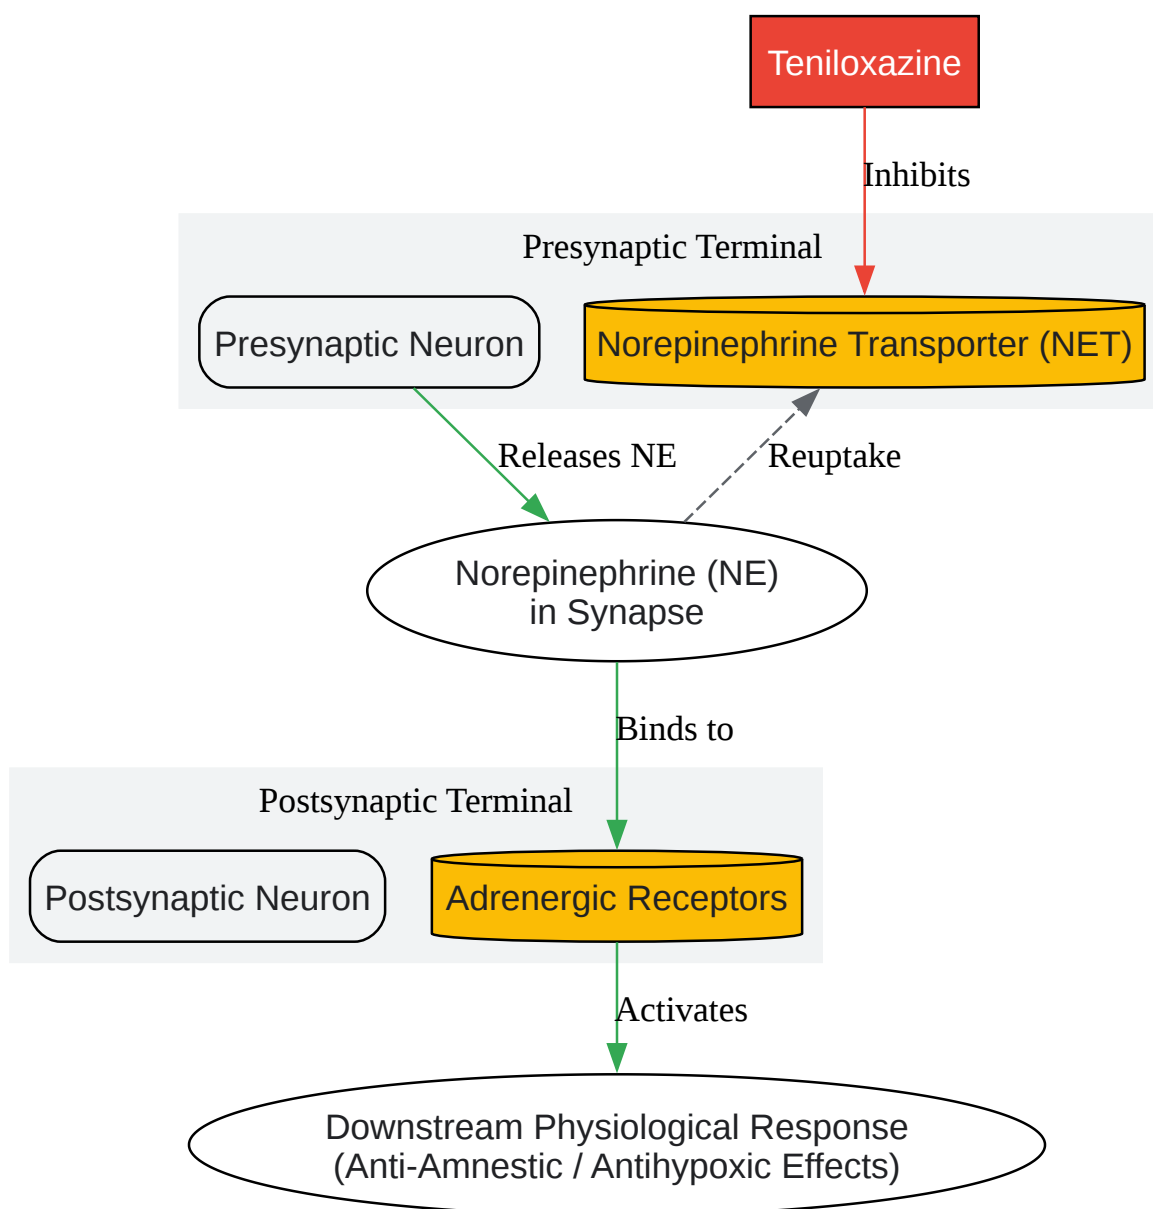 Teniloxazine
Inhibits
Presynaptic Terminal
Presynaptic Neuron
Norepinephrine Transporter (NET)
Releases NE
Reuptake
Norepinephrine (NE)
in Synapse
Binds to
Postsynaptic Terminal
Postsynaptic Neuron
Adrenergic Receptors
Activates
Downstream Physiological Response
(Anti-Amnestic / Antihypoxic Effects)